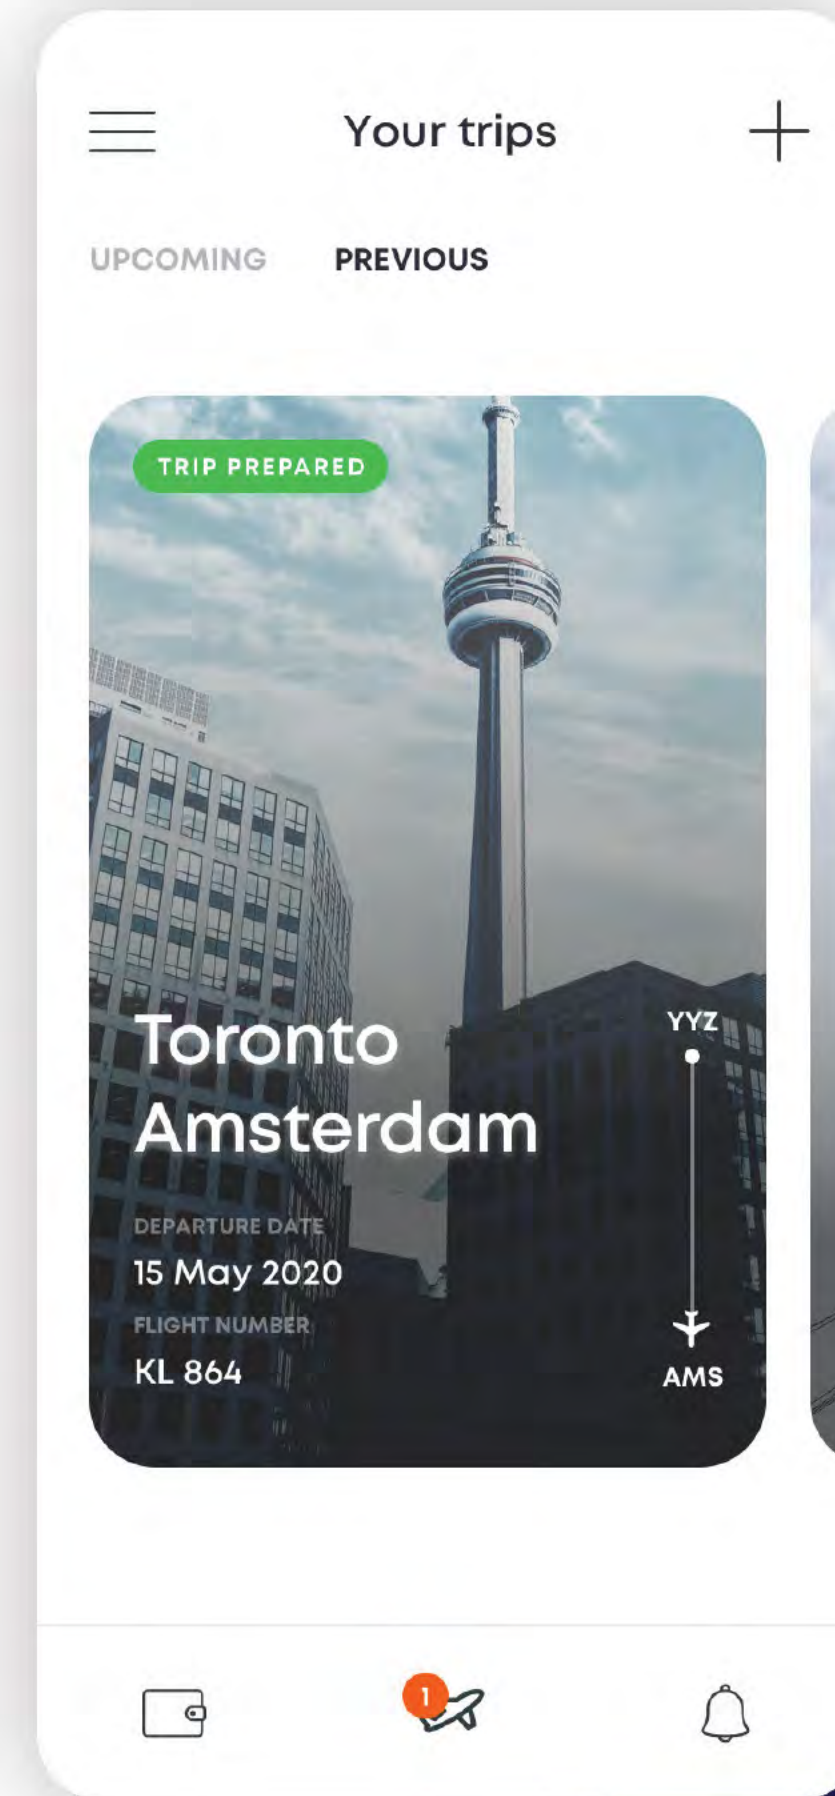 Your trips
UPCOMING PREVIOUS
TRIP PREPARED
Toronto
Amsterdam
DEPARTURE DATE
15 May 2020
FLIGHT NUMBER
KL 864
YYZ
AMS
1